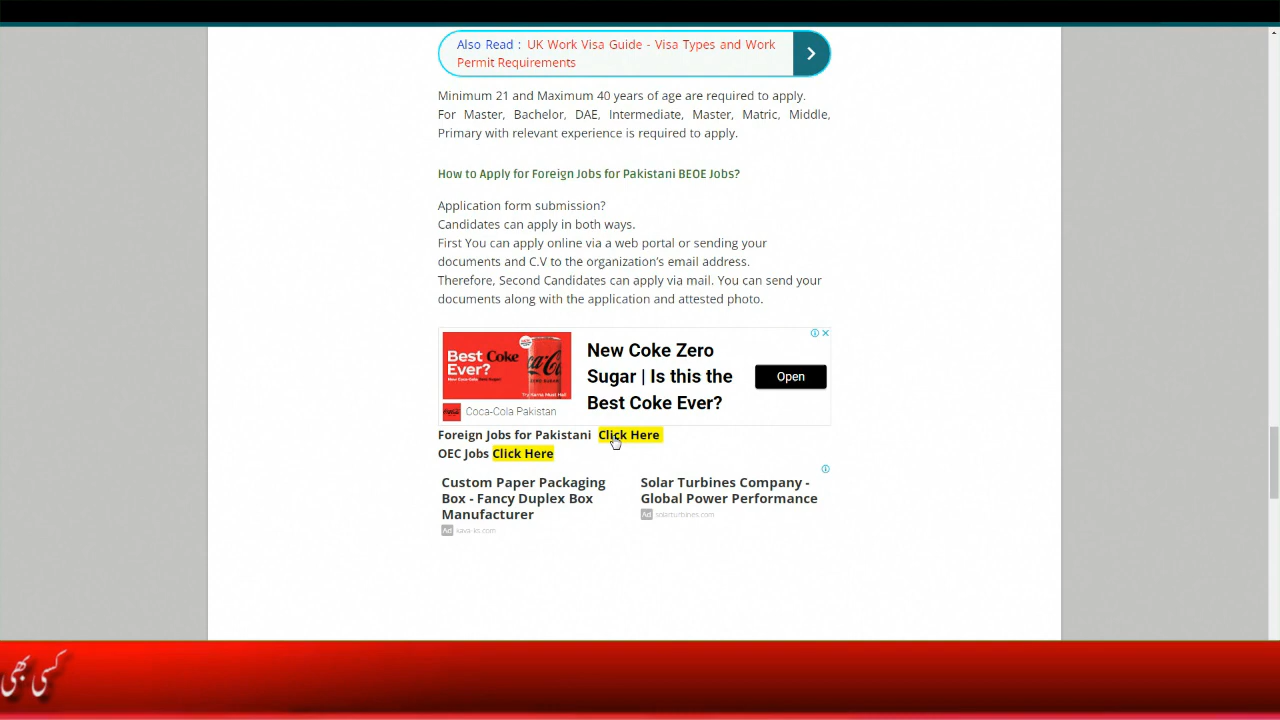 Also Read : UK Work Visa Guide - Visa Types and Work
Permit Requirements
Minimum 21 and Maximum 40 years of age are required to apply.
For Master, Bachelor, DAE, Intermediate, Master, Matric, Middle,
Primary with relevant experience is required to apply.
How to Apply for Foreign Jobs for Pakistani BEOE Jobs?
Application form submission?
Candidates can apply in both ways.
First You can apply online via a web portal or sending your
documents and C.V to the organization's email address.
Therefore, Second Candidates can apply via mail. You can send your
documents along with the application and attested photo.
Best Coke
Ever?
New Coke Zero
Sugar | Is this the
Best Coke Ever?
Open
Coca-Cola Pakistan
Foreign Jobs for Pakistani Click Here
OEC Jobs Click Here
Custom Paper Packaging
Box - Fancy Duplex Box
Manufacturer
Ad
Solar Turbines Company -
Global Power Performance
Ad solarturbines.com
کسی بھی